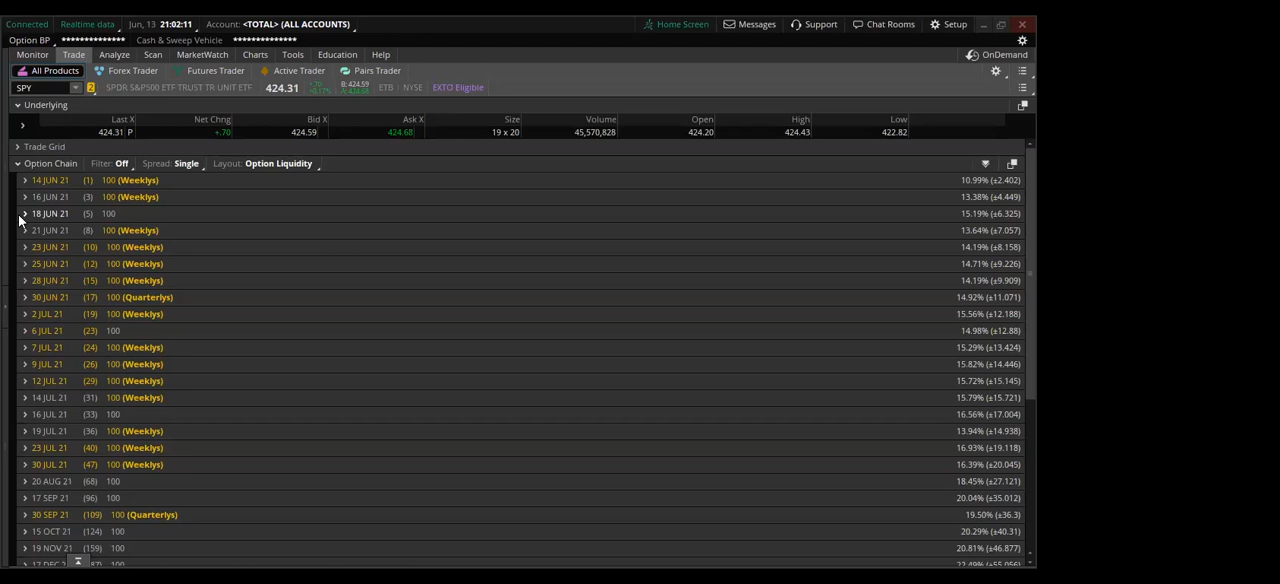 Connected Realtime data Jun, 13 21:02:11 Account: <TOTAL> (ALL ACCOUNTS) Home Screen Messages Support Chat Rooms Setup
Option BP ************** Cash & Sweep Vehicle **************
Monitor Trade Analyze Scan MarketWatch Charts Tools Education Help OnDemand
All Products Forex Trader Futures Trader Active Trader Pairs Trader
SPY 2 SPDR S&P500 ETF TRUST TR UNIT ETF 424.31 +.70 +0.17% B: 424.59 A: 424.68 ETB NYSE EXTO Eligible
Underlying
Last X Net Chng Bid X Ask X Size Volume Open High Low
424.31 P +.70 424.59 424.68 19 x 20 45,570,828 424.20 424.43 422.82
Trade Grid
Option Chain Filter: Off Spread: Single Layout: Option Liquidity
14 JUN 21 (1) 100 (Weeklys) 10.99% (±2.402)
16 JUN 21 (3) 100 (Weeklys) 13.38% (±4.449)
18 JUN 21 (5) 100 15.19% (±6.325)
21 JUN 21 (8) 100 (Weeklys) 13.64% (±7.057)
23 JUN 21 (10) 100 (Weeklys) 14.19% (±8.158)
25 JUN 21 (12) 100 (Weeklys) 14.71% (±9.226)
28 JUN 21 (15) 100 (Weeklys) 14.19% (±9.909)
30 JUN 21 (17) 100 (Quarterlys) 14.92% (±11.071)
2 JUL 21 (19) 100 (Weeklys) 15.56% (±12.188)
6 JUL 21 (23) 100 14.98% (±12.88)
7 JUL 21 (24) 100 (Weeklys) 15.29% (±13.424)
9 JUL 21 (26) 100 (Weeklys) 15.82% (±14.446)
12 JUL 21 (29) 100 (Weeklys) 15.72% (±15.145)
14 JUL 21 (31) 100 (Weeklys) 15.79% (±15.721)
16 JUL 21 (33) 100 16.56% (±17.004)
19 JUL 21 (36) 100 (Weeklys) 13.94% (±14.938)
23 JUL 21 (40) 100 (Weeklys) 16.93% (±19.118)
30 JUL 21 (47) 100 (Weeklys) 16.39% (±20.045)
20 AUG 21 (68) 100 18.45% (±27.121)
17 SEP 21 (96) 100 20.04% (±35.012)
30 SEP 21 (109) 100 (Quarterlys) 19.50% (±36.3)
15 OCT 21 (124) 100 20.29% (±40.31)
19 NOV 21 (159) 100 20.81% (±46.877)
17 DEC 100 22.49% (±55.056)